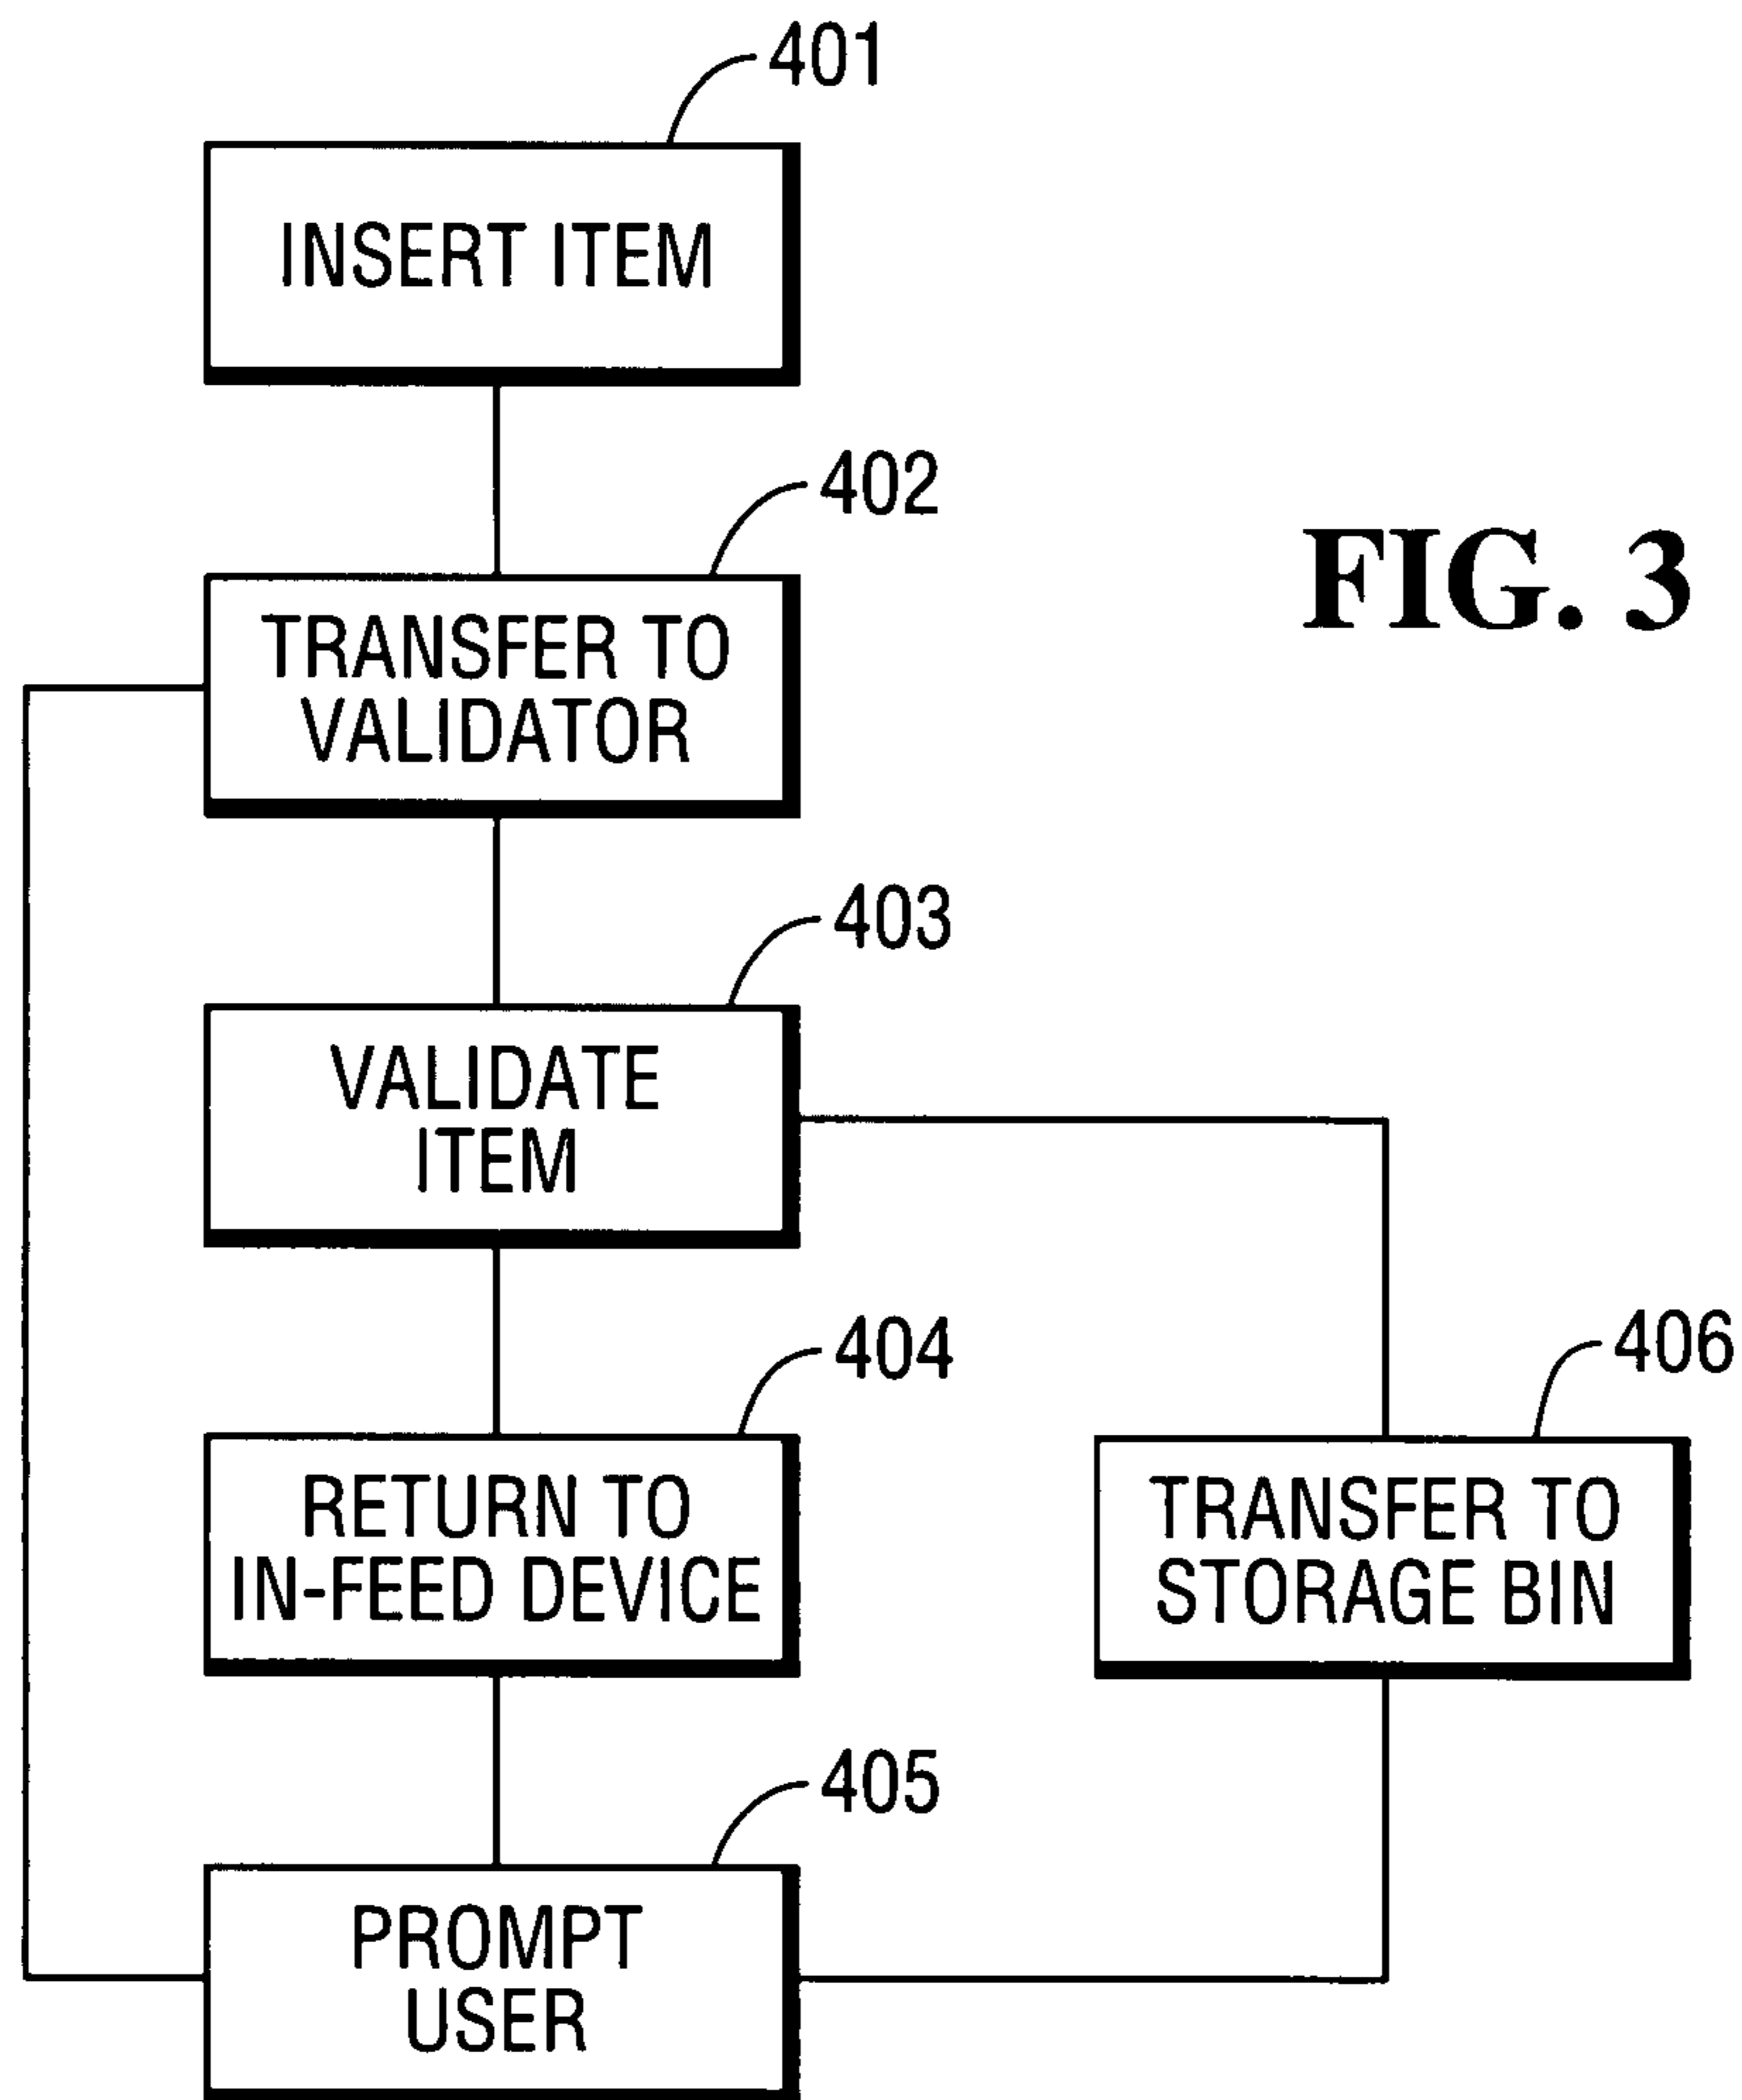 401
INSERT ITEM
402
FIG. 3
TRANSFER TO
VALIDATOR
403
VALIDATE
ITEM
404
RETURN TO
IN-FEED DEVICE
406
TRANSFER TO
STORAGE BIN
405
PROMPT
USER